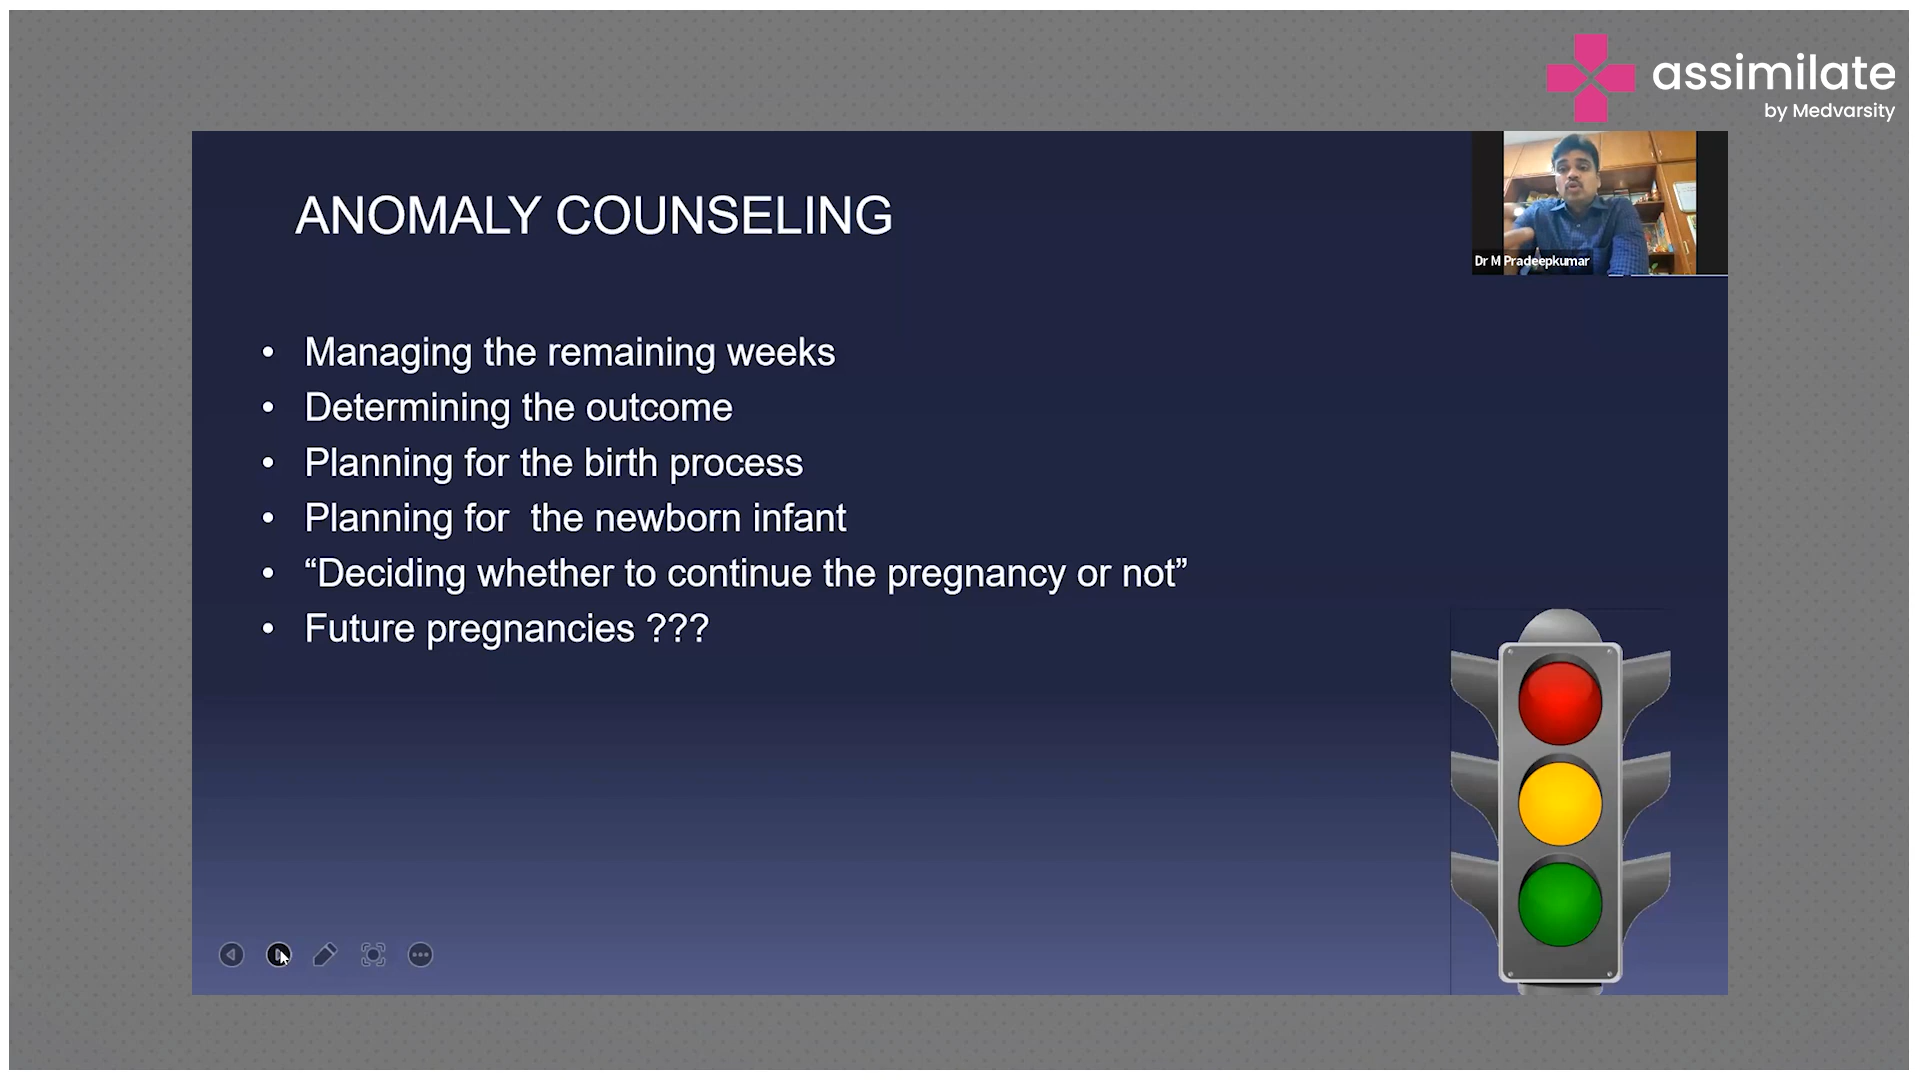 assimilate
by Medvarsity
Dr M Pradeepkumar
ANOMALY COUNSELING
• Managing the remaining weeks
• Determining the outcome
• Planning for the birth process
• Planning for  the newborn infant
• “Deciding whether to continue the pregnancy or not”
• Future pregnancies ???